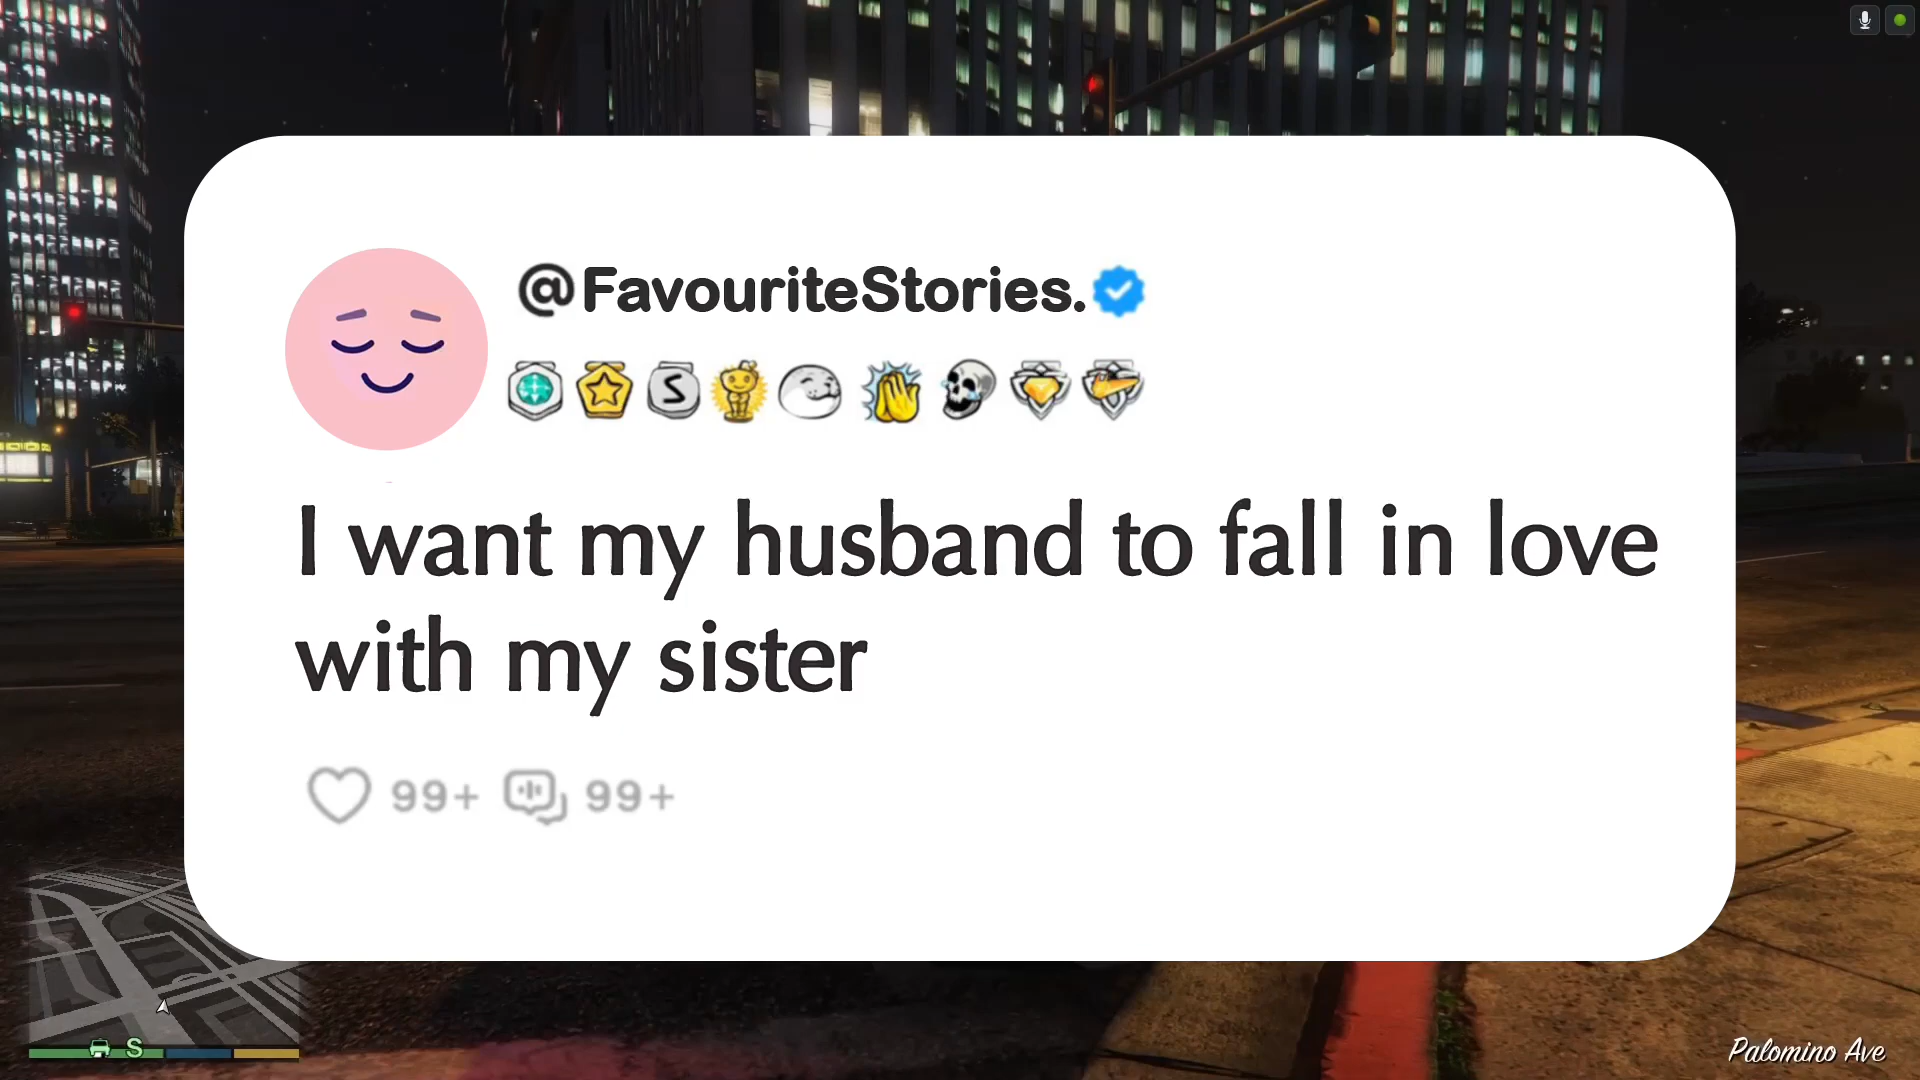 @FavouriteStories.
S
I want my husband to fall in love
with my sister
99+ 99+
S
Palomino Ave